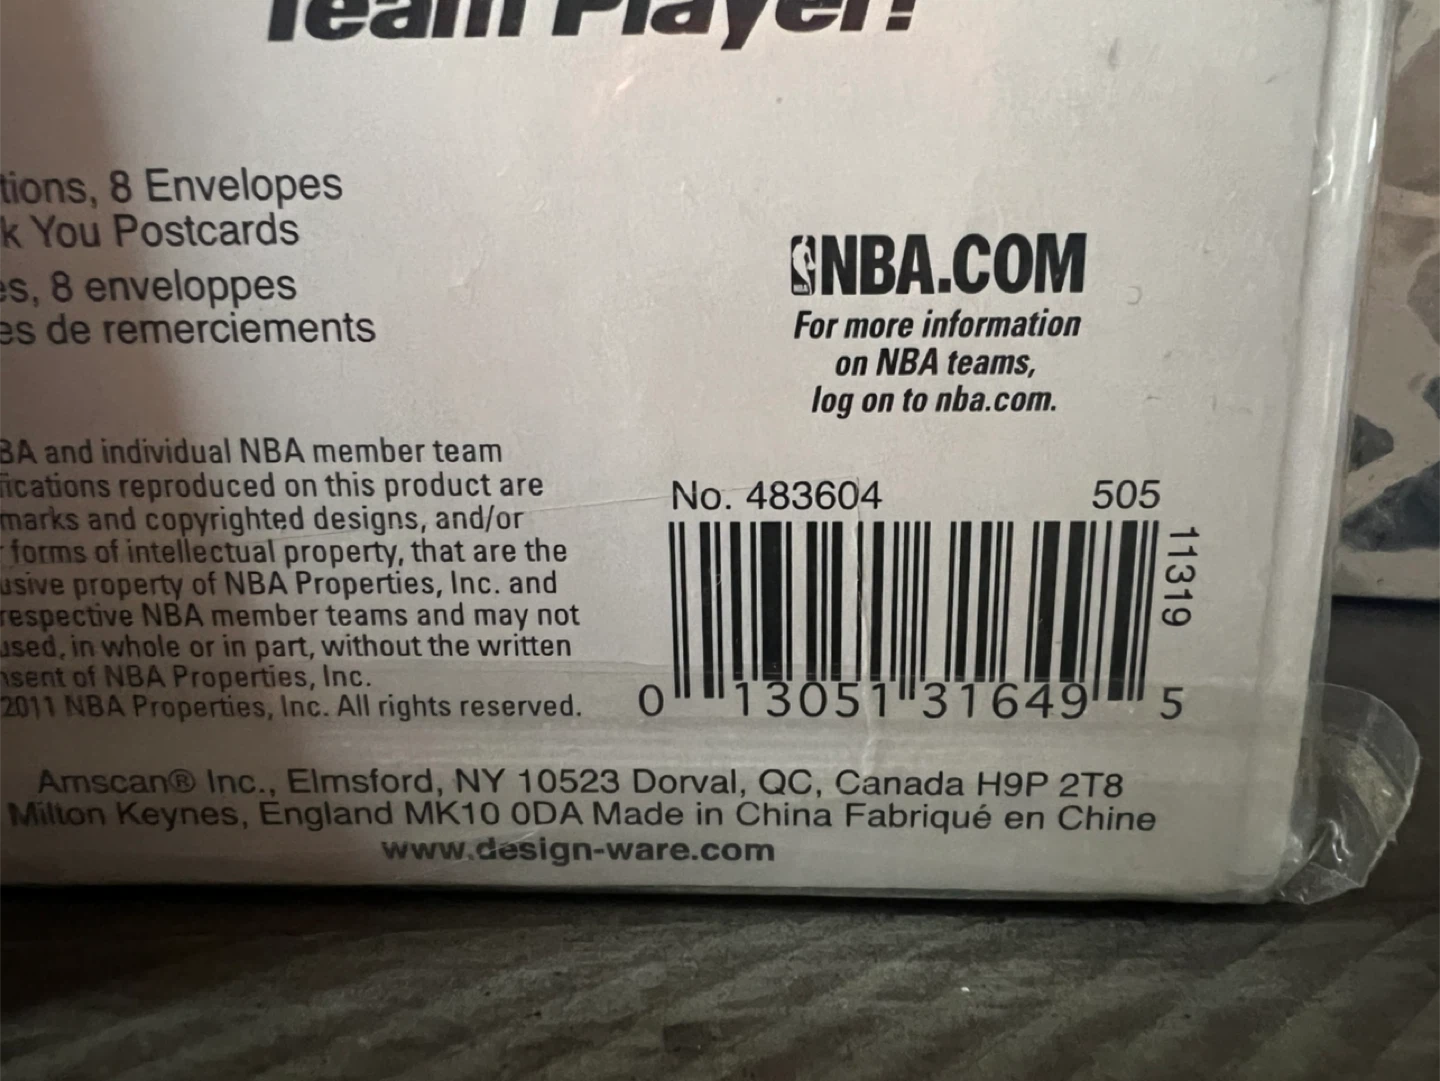 Team Player!
tions, 8 Envelopes
k You Postcards
es, 8 enveloppes
es de remerciements
NBA.COM
For more information
on NBA teams,
log on to nba.com.
BA and individual NBA member team
ications reproduced on this product are
marks and copyrighted designs, and/or
forms of intellectual property, that are the
usive property of NBA Properties, Inc. and
respective NBA member teams and may not
used, in whole or in part, without the written
nsent of NBA Properties, Inc.
2011 NBA Properties, Inc. All rights reserved.
No. 483604 505
11319
0 13051 31649 5
Amscan® Inc., Elmsford, NY 10523 Dorval, QC, Canada H9P 2T8
Milton Keynes, England MK10 0DA Made in China Fabriqué en Chine
www.design-ware.com